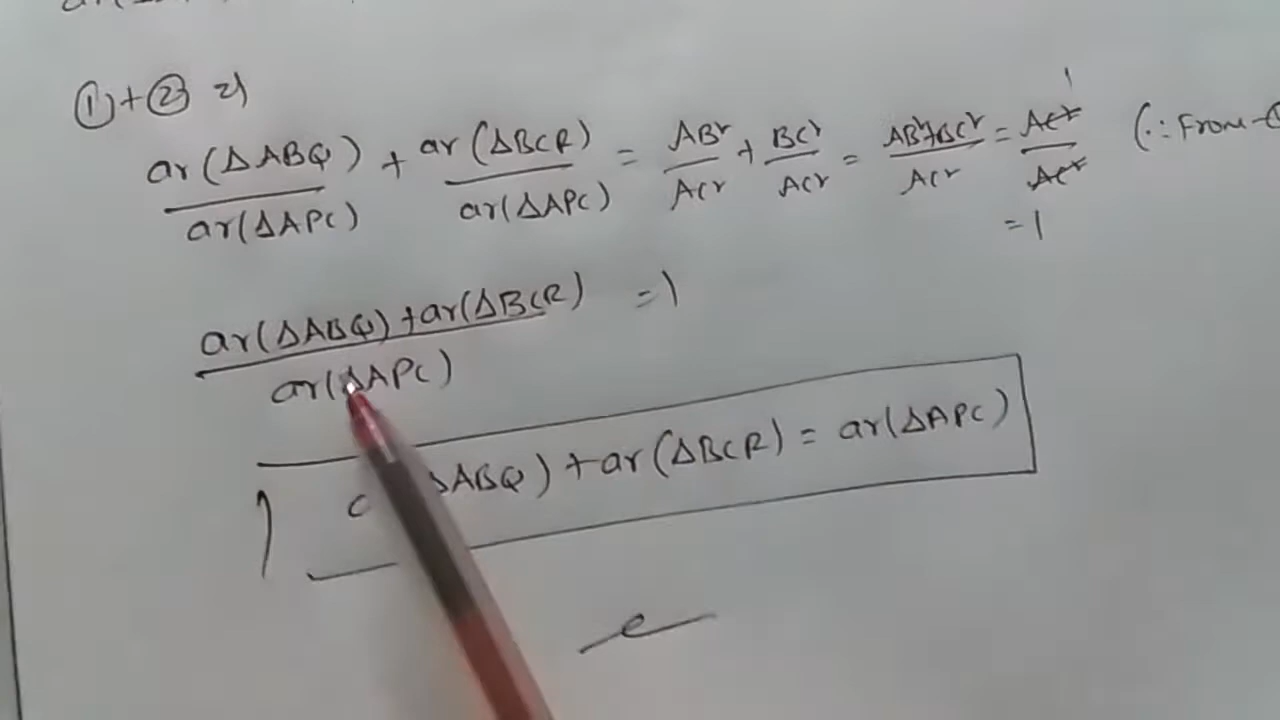 ①+② ⇒
ar(ΔABQ)/ar(ΔAPC) + ar(ΔBCR)/ar(ΔAPC) = AB²/AC² + BC²/AC² = AB²+BC²/AC² = AC²/AC² (∵ From-
1
= 1
ar(ΔABQ)+ar(ΔBCR)/ar(ΔAPC) = 1
ΔABQ)+ar(ΔBCR) = ar(ΔAPC)